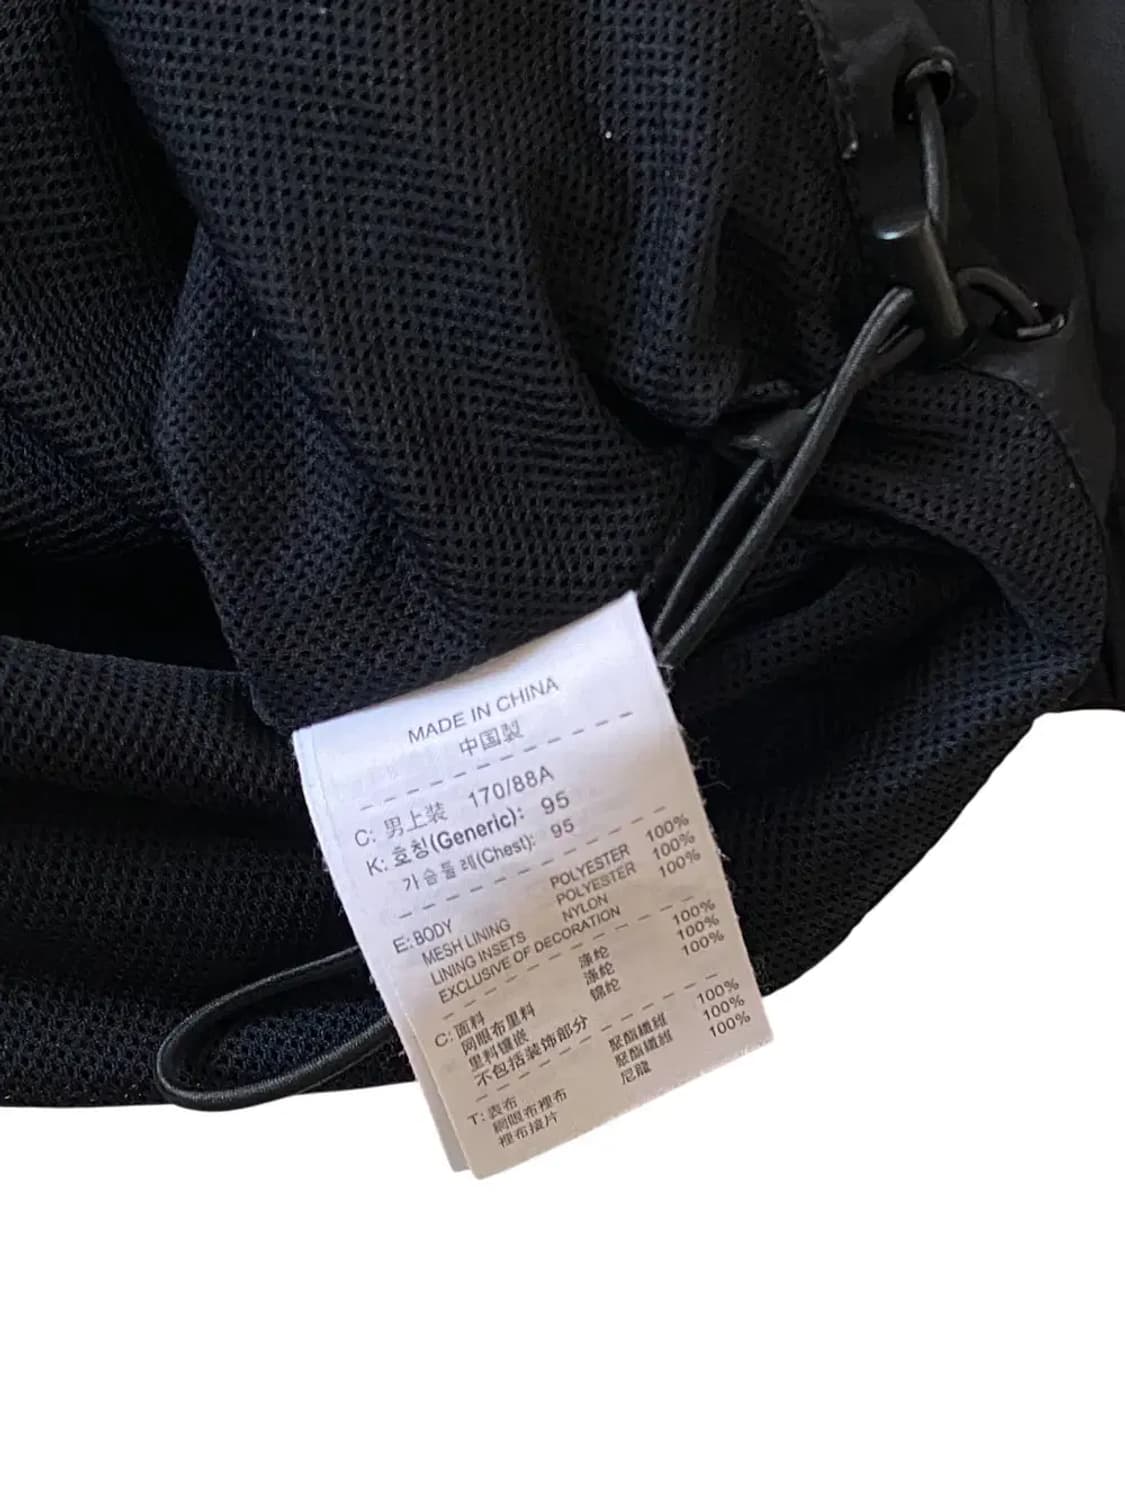 MADE IN CHINA
中国製
C: 男上装 170/88A
K: 호칭(Generic): 95
가슴둘레(Chest): 95
E: BODY POLYESTER 100%
MESH LINING POLYESTER 100%
LINING INSETS NYLON 100%
EXCLUSIVE OF DECORATION
C: 面料 涤纶 100%
网眼布里料 涤纶 100%
里料镶嵌 锦纶 100%
不包括装饰部分
T: 表布 聚酯纖維 100%
網眼布裡布 聚酯纖維 100%
裡布接片 尼龍 100%